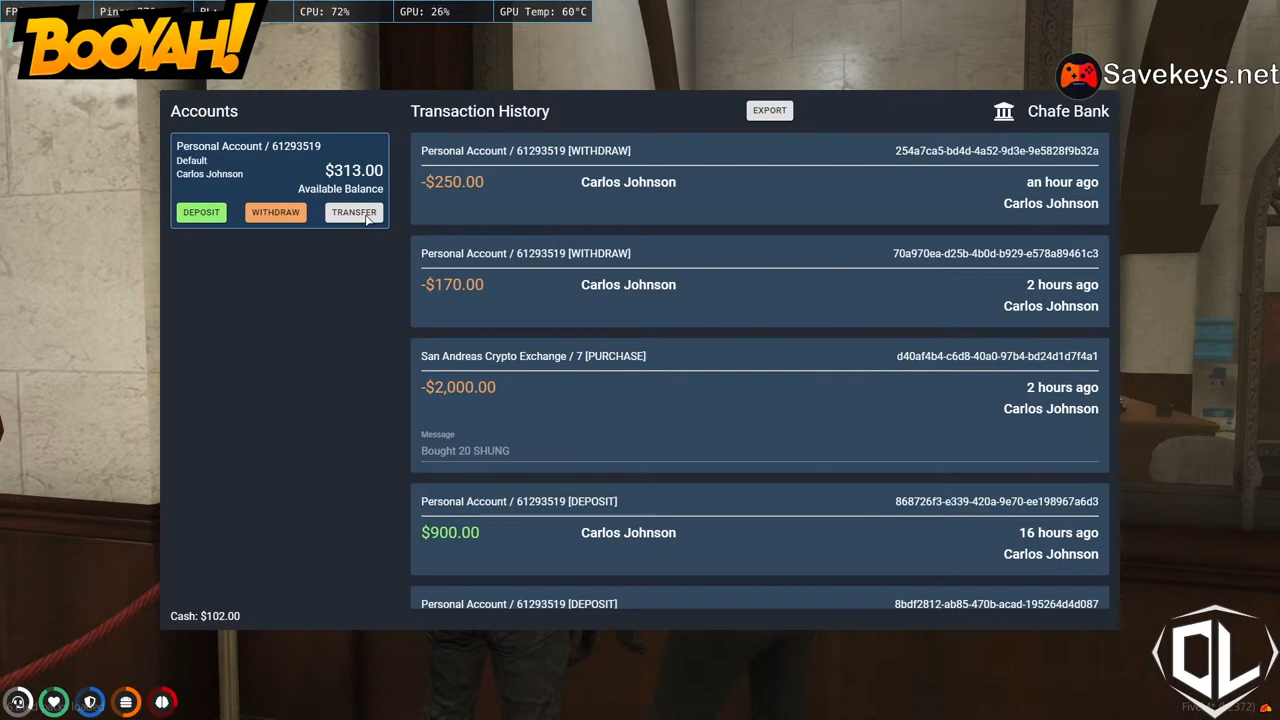 CPU: 72%
GPU: 26%
GPU Temp: 60°C
BOOYAH!
Savekeys.net
Accounts
Transaction History
EXPORT
Chafe Bank
Personal Account / 61293519
Default
Carlos Johnson
$313.00
Available Balance
DEPOSIT
WITHDRAW
TRANSFER
Personal Account / 61293519 [WITHDRAW]
254a7ca5-bd4d-4a52-9d3e-9e5828f9b32a
-$250.00
Carlos Johnson
an hour ago
Carlos Johnson
Personal Account / 61293519 [WITHDRAW]
70a970ea-d25b-4b0d-b929-e578a89461c3
-$170.00
Carlos Johnson
2 hours ago
Carlos Johnson
San Andreas Crypto Exchange / 7 [PURCHASE]
d40af4b4-c6d8-40a0-97b4-bd24d1d7f4a1
-$2,000.00
2 hours ago
Carlos Johnson
Message
Bought 20 SHUNG
Personal Account / 61293519 [DEPOSIT]
868726f3-e339-420a-9e70-ee198967a6d3
$900.00
Carlos Johnson
16 hours ago
Carlos Johnson
Personal Account / 61293519 [DEPOSIT]
8bdf2812-ab85-470b-acad-195264d4d087
Cash: $102.00
DL